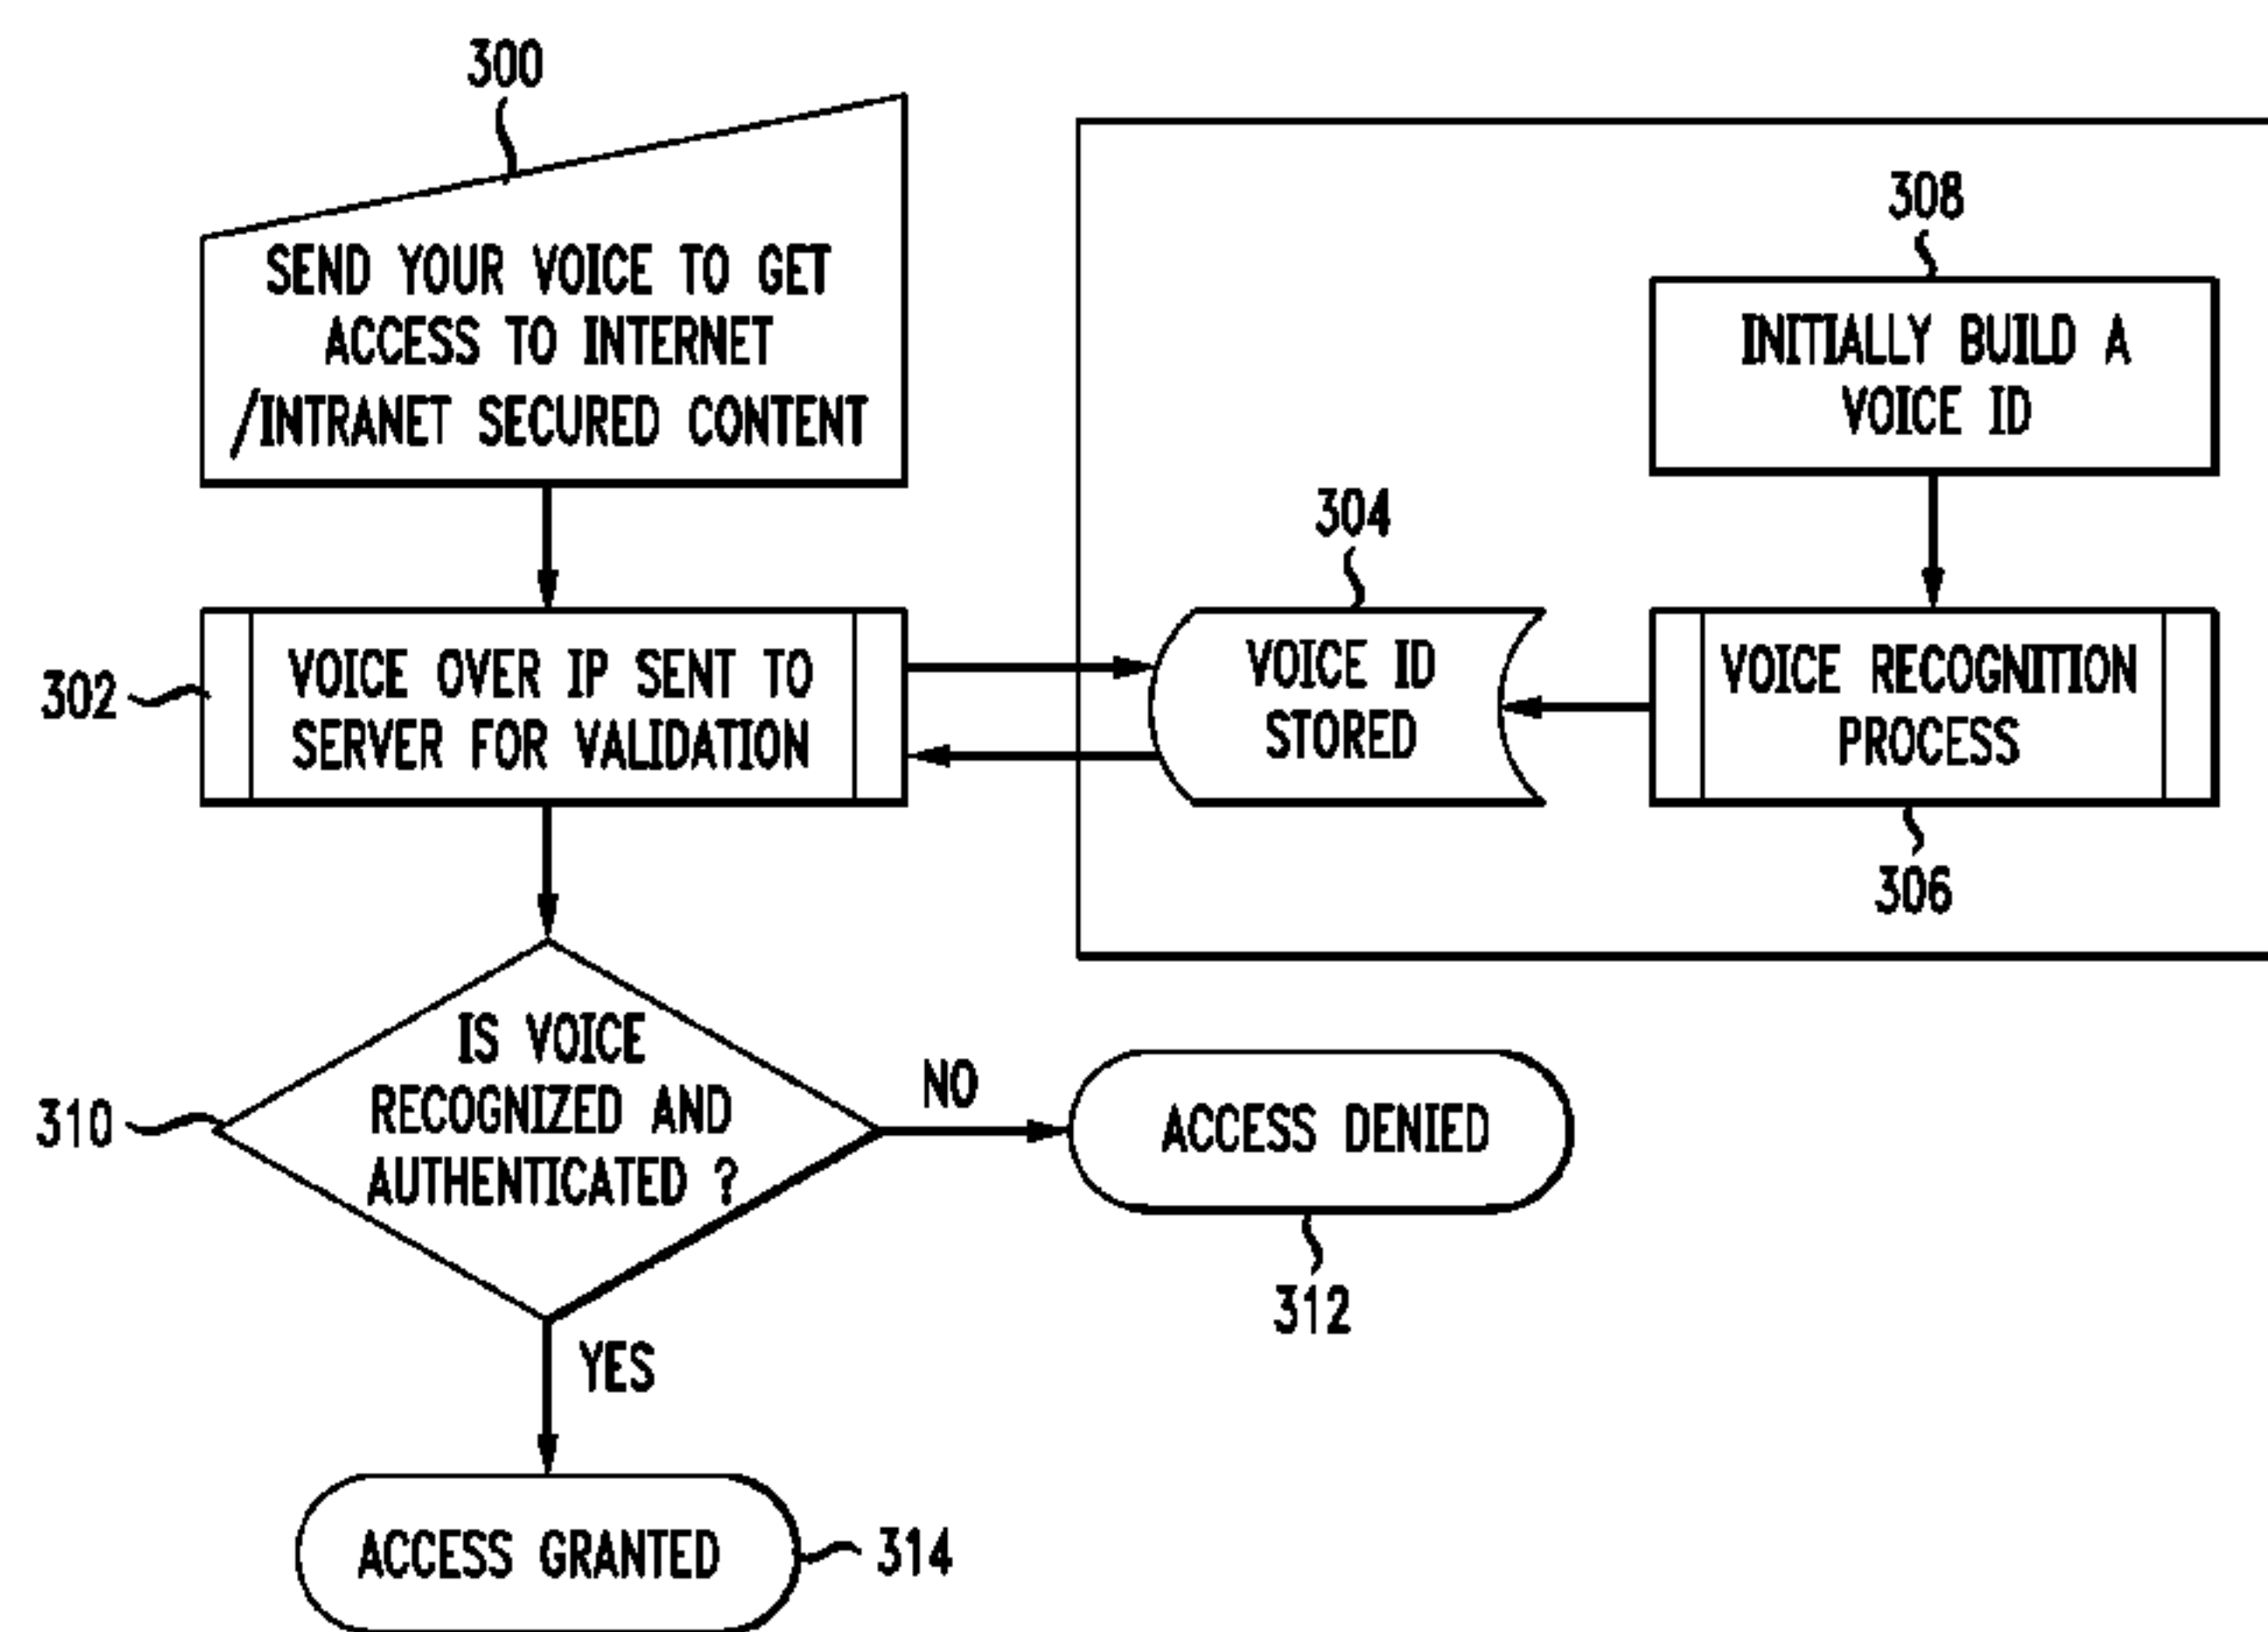 300
SEND YOUR VOICE TO GET
ACCESS TO INTERNET
/INTRANET SECURED CONTENT
308
INITIALLY BUILD A
VOICE ID
304
302
VOICE OVER IP SENT TO
SERVER FOR VALIDATION
VOICE ID
STORED
VOICE RECOGNITION
PROCESS
306
310
IS VOICE
RECOGNIZED AND
AUTHENTICATED ?
NO
ACCESS DENIED
312
YES
ACCESS GRANTED
314